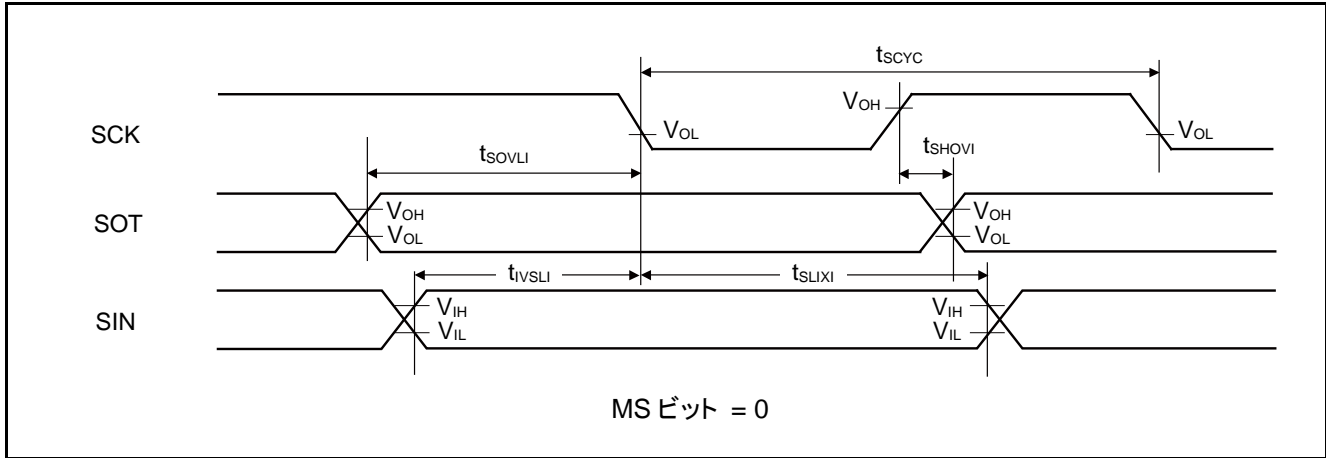 tSCYC
SCK
VOH
VOL
VOL
tSOVLI
tSHOVI
SOT
VOH
VOL
VOH
VOL
tIVSLI
tSLIXI
SIN
VIH
VIL
VIH
VIL
MS ビット = 0